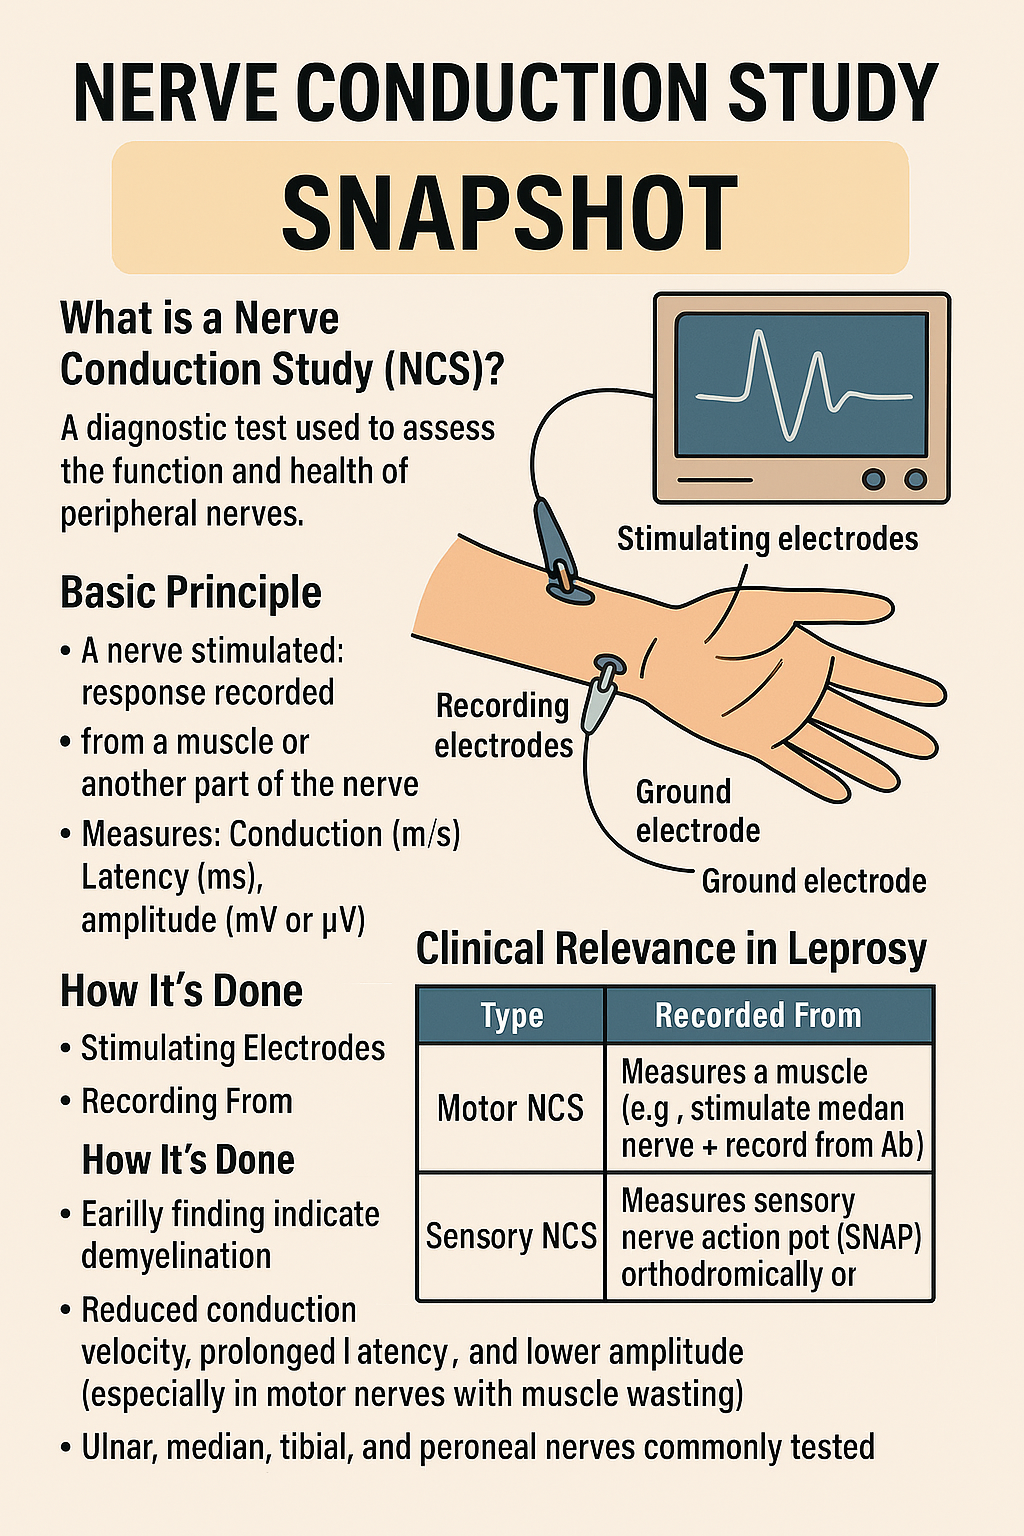 NERVE CONDUCTION STUDY
SNAPSHOT
What is a Nerve
Conduction Study (NCS)?
A diagnostic test used to assess
the function and health of
peripheral nerves.
Basic Principle
• A nerve stimulated:
response recorded
• from a muscle or
another part of the nerve
• Measures: Conduction (m/s)
Latency (ms),
amplitude (mV or µV)
Stimulating electrodes
Recording
electrodes
Ground
electrode
Ground electrode
How It's Done
• Stimulating Electrodes
• Recording From
How It's Done
• Earilly finding indicate
demyelination
• Reduced conduction
velocity, prolonged l atency, and lower amplitude
(especially in motor nerves with muscle wasting)
• Ulnar, median, tibial, and peroneal nerves commonly tested
Clinical Relevance in Leprosy
Type
Recorded From
Motor NCS
Measures a muscle
(e.g , stimulate medan
nerve + record from Ab)
Sensory NCS
Measures sensory
nerve action pot (SNAP)
orthodromically or